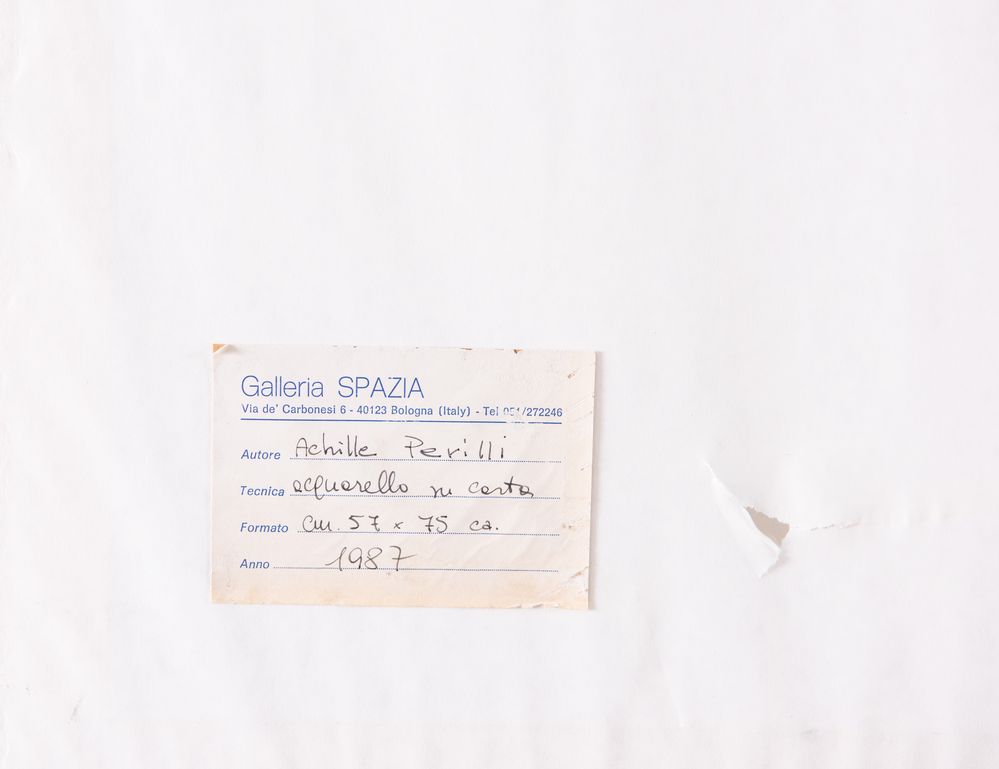 Galleria SPAZIA
Via de' Carbonesi 6 - 40123 Bologna (Italy) - Tel 051/272246
Autore Achille Perilli
Tecnica acquarello su carta
Formato cm. 57 x 75 ca.
Anno 1987